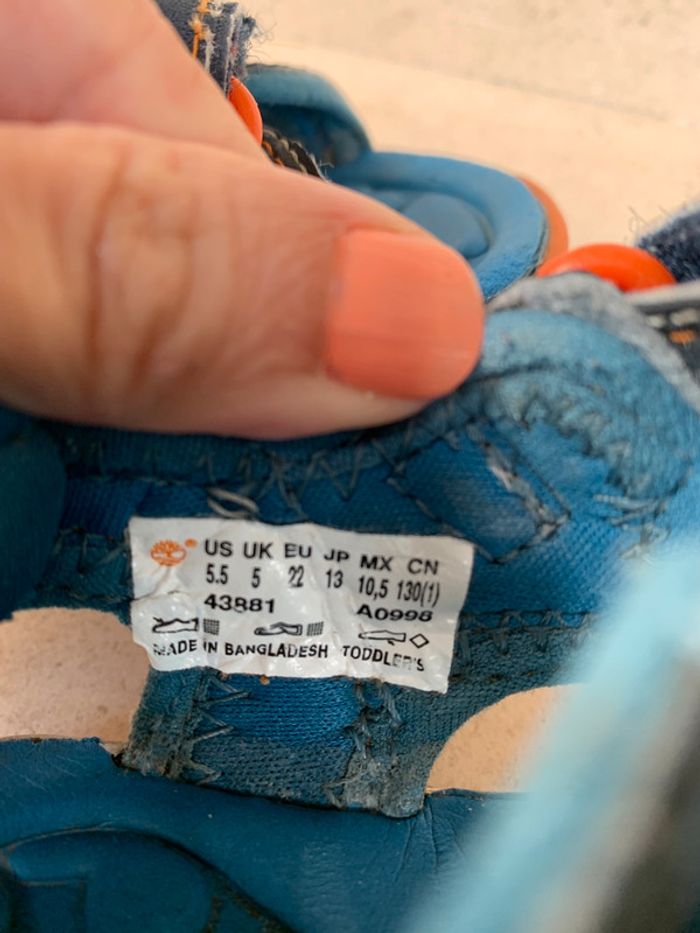 US UK EU JP MX CN
5.5 5 22 13 10,5 130(1)
43881 A0998
MADE IN BANGLADESH TODDLER'S